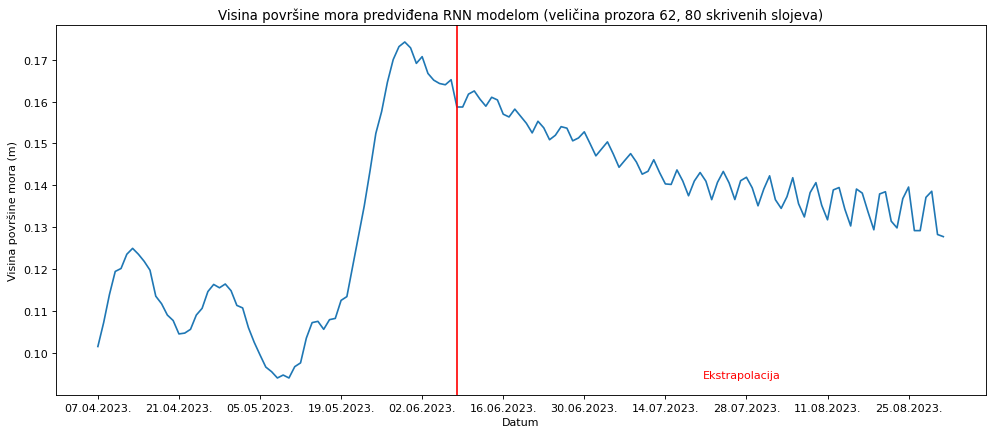 Visina površine mora predviđena RNN modelom (veličina prozora 62, 80 skrivenih slojeva)
Visina površine mora (m)
0.17
0.16
0.15
0.14
0.13
0.12
0.11
0.10
Ekstrapolacija
07.04.2023. 21.04.2023. 05.05.2023. 19.05.2023. 02.06.2023. 16.06.2023. 30.06.2023. 14.07.2023. 28.07.2023. 11.08.2023. 25.08.2023.
Datum